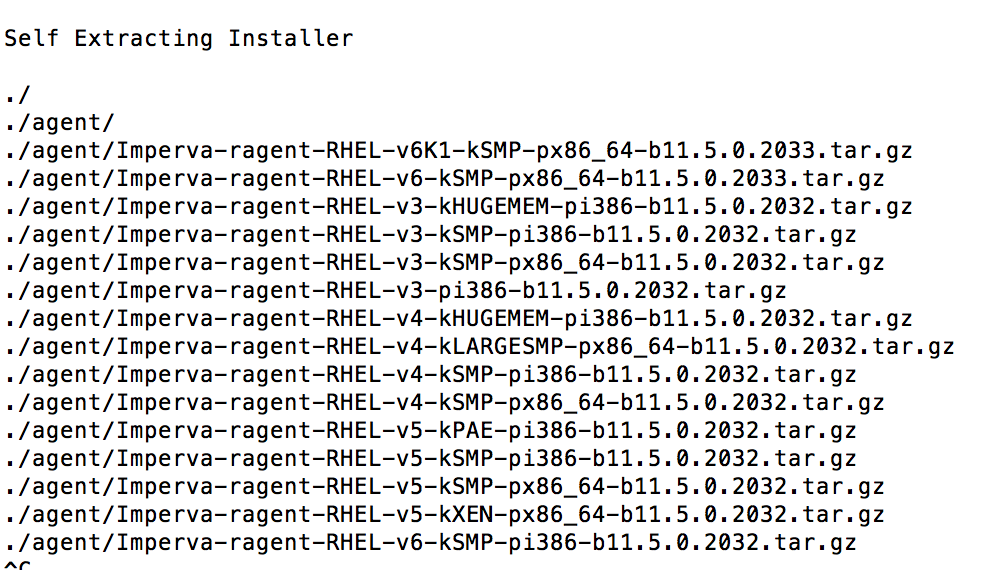 Self Extracting Installer
./
./agent/
./agent/Imperva-ragent-RHEL-v6K1-kSMP-px86_64-b11.5.0.2033.tar.gz
./agent/Imperva-ragent-RHEL-v6-kSMP-px86_64-b11.5.0.2033.tar.gz
./agent/Imperva-ragent-RHEL-v3-kHUGEMEM-pi386-b11.5.0.2032.tar.gz
./agent/Imperva-ragent-RHEL-v3-kSMP-pi386-b11.5.0.2032.tar.gz
./agent/Imperva-ragent-RHEL-v3-kSMP-px86_64-b11.5.0.2032.tar.gz
./agent/Imperva-ragent-RHEL-v3-pi386-b11.5.0.2032.tar.gz
./agent/Imperva-ragent-RHEL-v4-kHUGEMEM-pi386-b11.5.0.2032.tar.gz
./agent/Imperva-ragent-RHEL-v4-kLARGESMP-px86_64-b11.5.0.2032.tar.gz
./agent/Imperva-ragent-RHEL-v4-kSMP-pi386-b11.5.0.2032.tar.gz
./agent/Imperva-ragent-RHEL-v4-kSMP-px86_64-b11.5.0.2032.tar.gz
./agent/Imperva-ragent-RHEL-v5-kPAE-pi386-b11.5.0.2032.tar.gz
./agent/Imperva-ragent-RHEL-v5-kSMP-pi386-b11.5.0.2032.tar.gz
./agent/Imperva-ragent-RHEL-v5-kSMP-px86_64-b11.5.0.2032.tar.gz
./agent/Imperva-ragent-RHEL-v5-kXEN-px86_64-b11.5.0.2032.tar.gz
./agent/Imperva-ragent-RHEL-v6-kSMP-pi386-b11.5.0.2032.tar.gz
^C